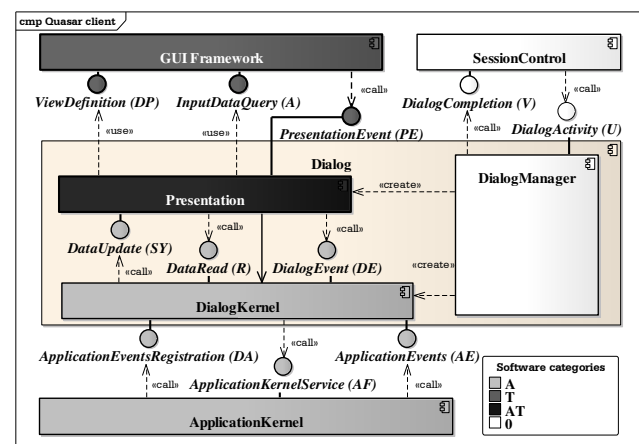 cmp Quasar client
GUI Framework
SessionControl
«call»
«call»
ViewDefinition (DP)
InputDataQuery (A)
DialogCompletion (V)
«use»
«use»
PresentationEvent (PE)
«call»
DialogActivity (U)
Dialog
DialogManager
Presentation
«create»
«call»
«call»
DataUpdate (SY)
DataRead (R)
DialogEvent (DE)
«call»
«create»
DialogKernel
ApplicationEventsRegistration (DA)
«call»
ApplicationEvents (AE)
«call»
ApplicationKernelService (AF)
«call»
ApplicationKernel
Software categories
A
T
AT
0